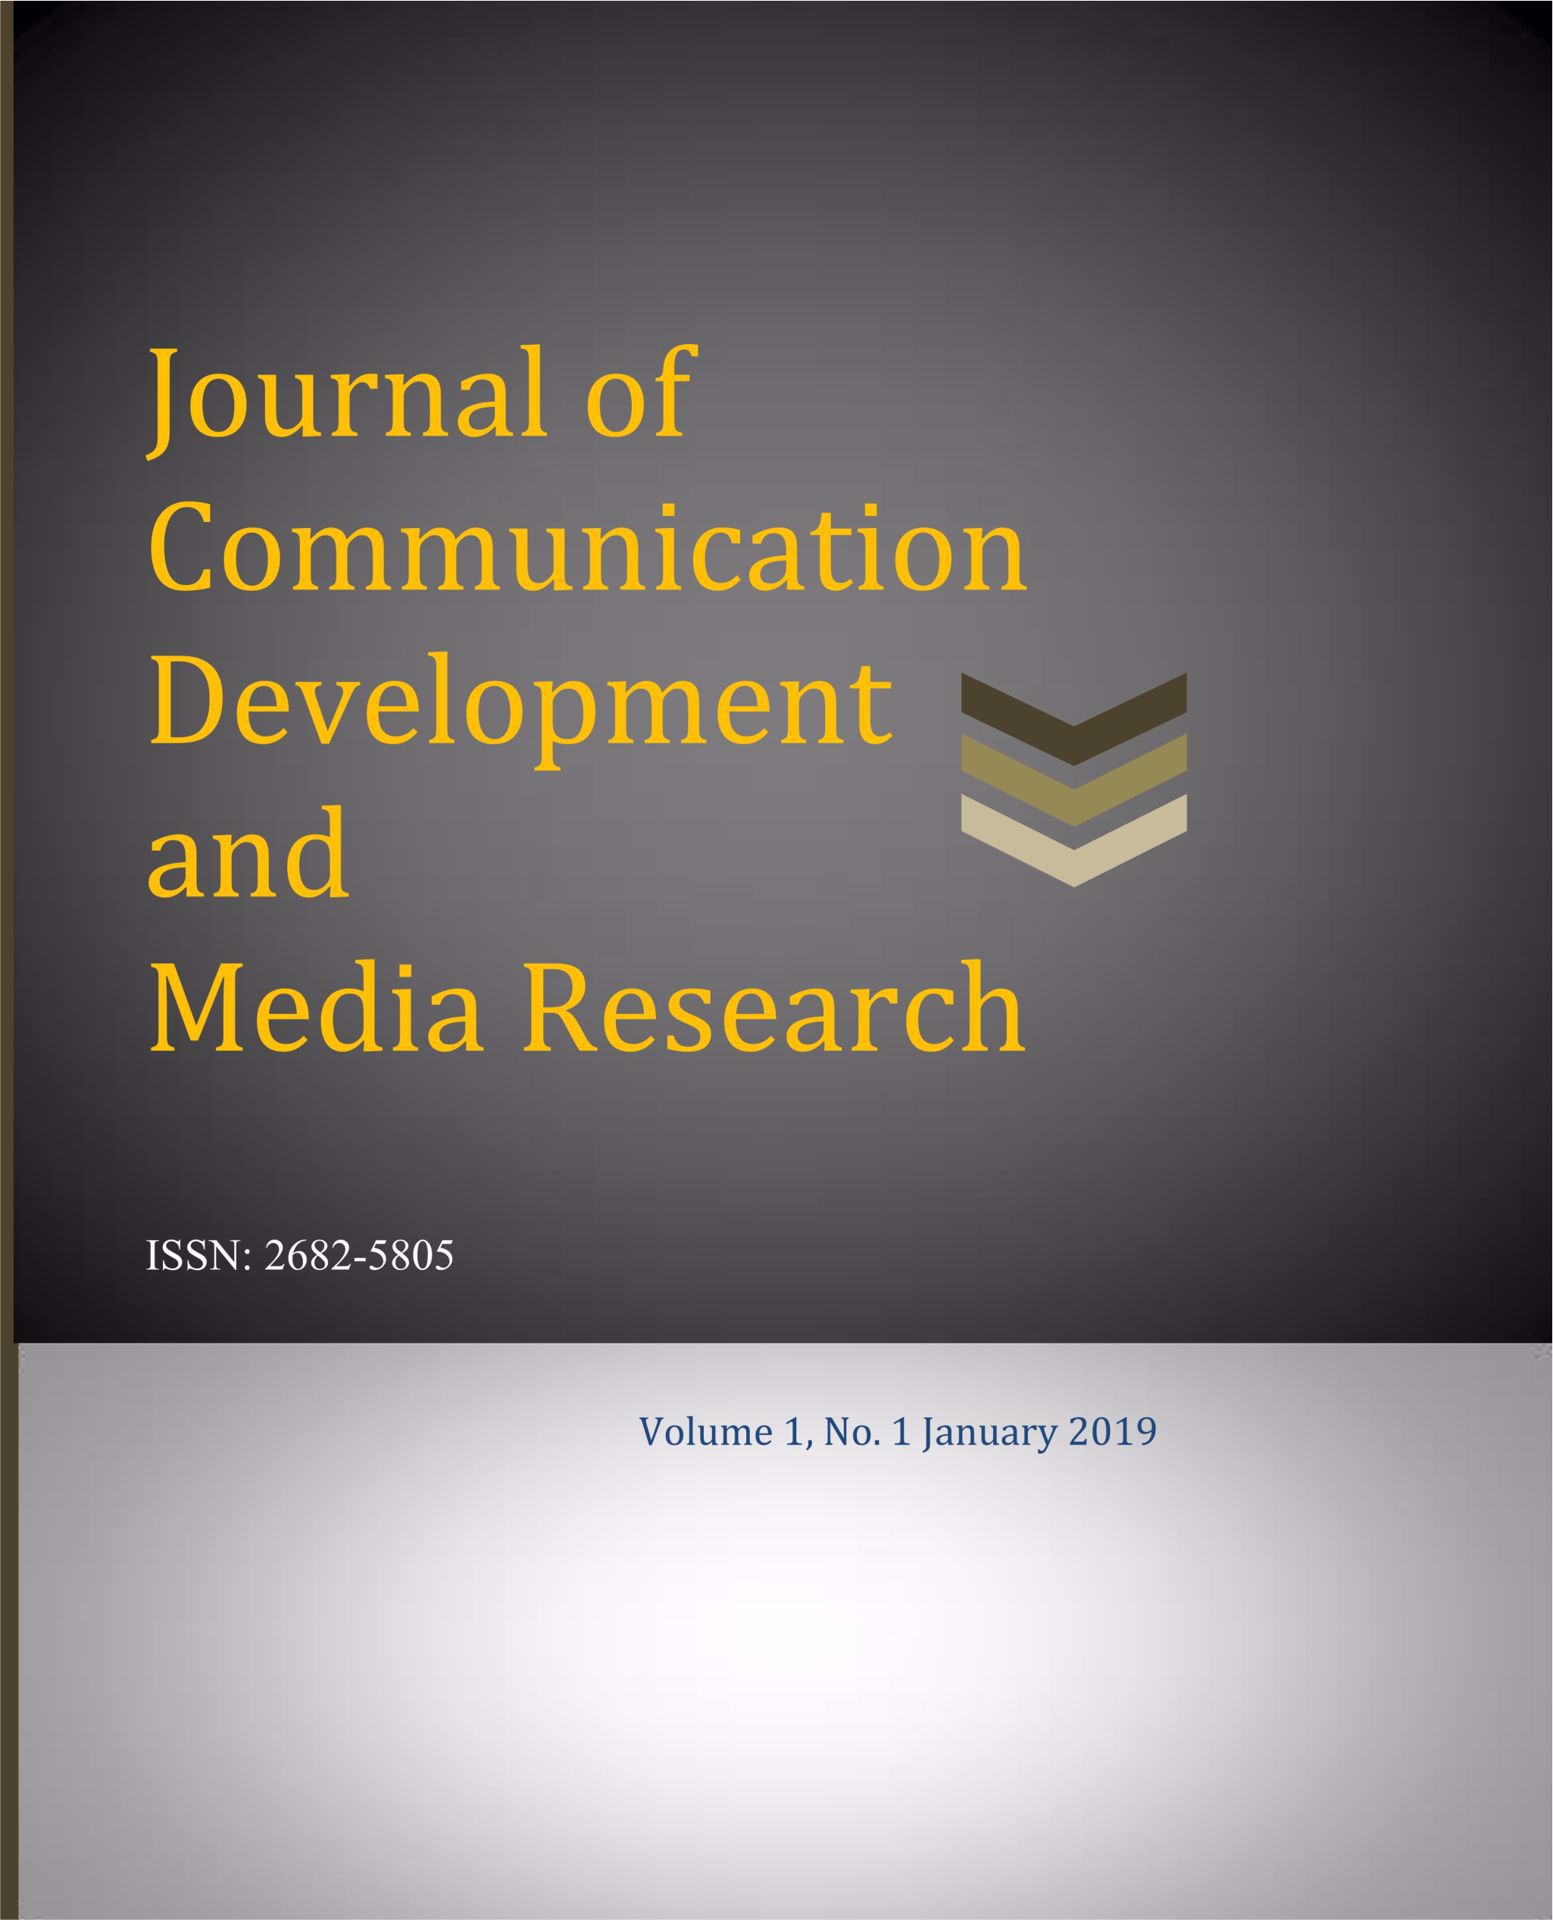 Journal of
Communication
Development
and
Media Research
ISSN: 2682-5805
Volume 1, No. 1 January 2019